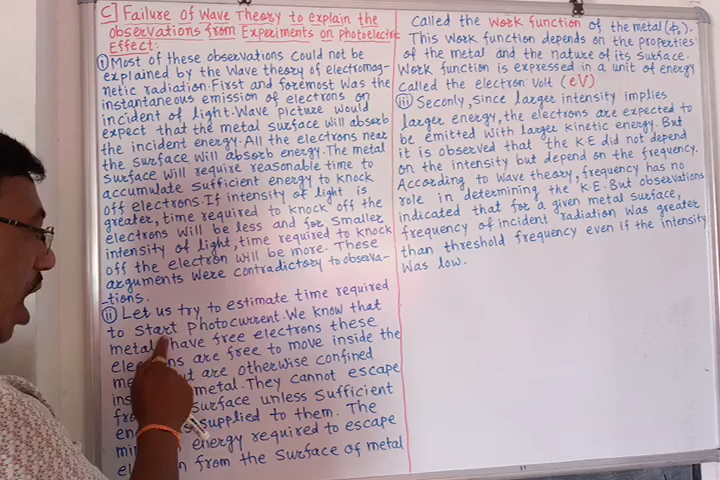 C] Failure of Wave Theory to explain the
observations from Experiments on photoelectric
Effect:
(i) Most of these observations could not be
explained by the wave theory of electromag-
netic radiation. First and foremost was the
instantaneous emission of electrons on
incident of light. Wave picture would
expect that the metal surface will absorb
the incident energy. All the electrons near
the surface will absorb energy. The metal
surface will require reasonable time to
accumulate sufficient energy to knock
off electrons. If intensity of light is
greater, time required to knock off the
electrons will be less and for smaller
intensity of light, time required to knock
off the electron will be more. These
arguments were contradictory to observa-
-tions.
(ii) Let us try to estimate time required
to start photocurrent. We know that
metal have free electrons these
are free to move inside the
are otherwise confined
metal. They cannot escape
surface unless sufficient
supplied to them. The
energy required to escape
from the surface of metal
called the work function of the metal (ϕ₀).
This work function depends on the properties
of the metal and the nature of its surface.
Work function is expressed in a unit of energy
called the electron volt (eV)
(iii) Seconly, since larger intensity implies
larger energy, the electrons are expected to
be emitted with larger kinetic energy. But
it is observed that the K.E did not depend
on the intensity but depend on the frequency.
According to wave theory, frequency has no
role in determining the K.E. But observations
indicated that for a given metal surface,
frequency of incident radiation was greater
than threshold frequency even if the intensity
was low.